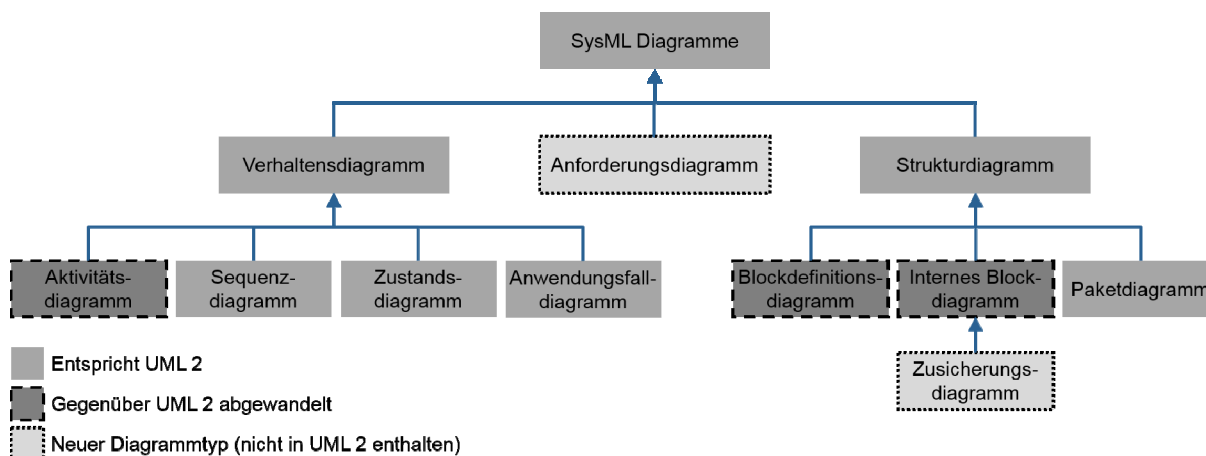 SysML Diagramme
Verhaltensdiagramm
Anforderungsdiagramm
Strukturdiagramm
Aktivitäts-
diagramm
Sequenz-
diagramm
Zustands-
diagramm
Anwendungsfall-
diagramm
Blockdefinitions-
diagramm
Internes Block-
diagramm
Paketdiagramm
Zusicherungs-
diagramm
Entspricht UML 2
Gegenüber UML 2 abgewandelt
Neuer Diagrammtyp (nicht in UML 2 enthalten)